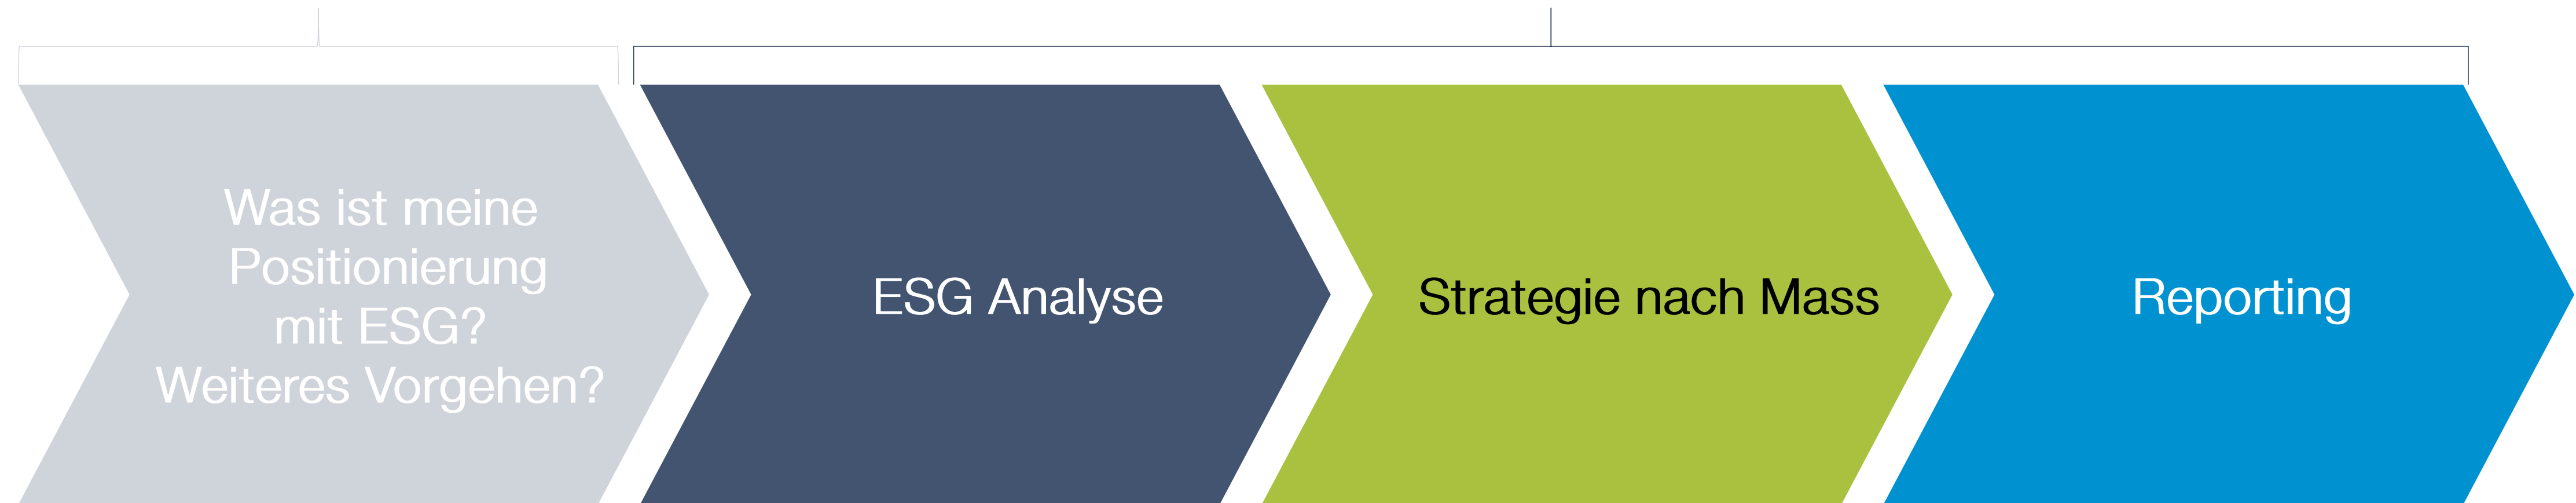 Was ist meine
Positionierung
mit ESG?
Weiteres Vorgehen?
ESG Analyse
Strategie nach Mass
Reporting